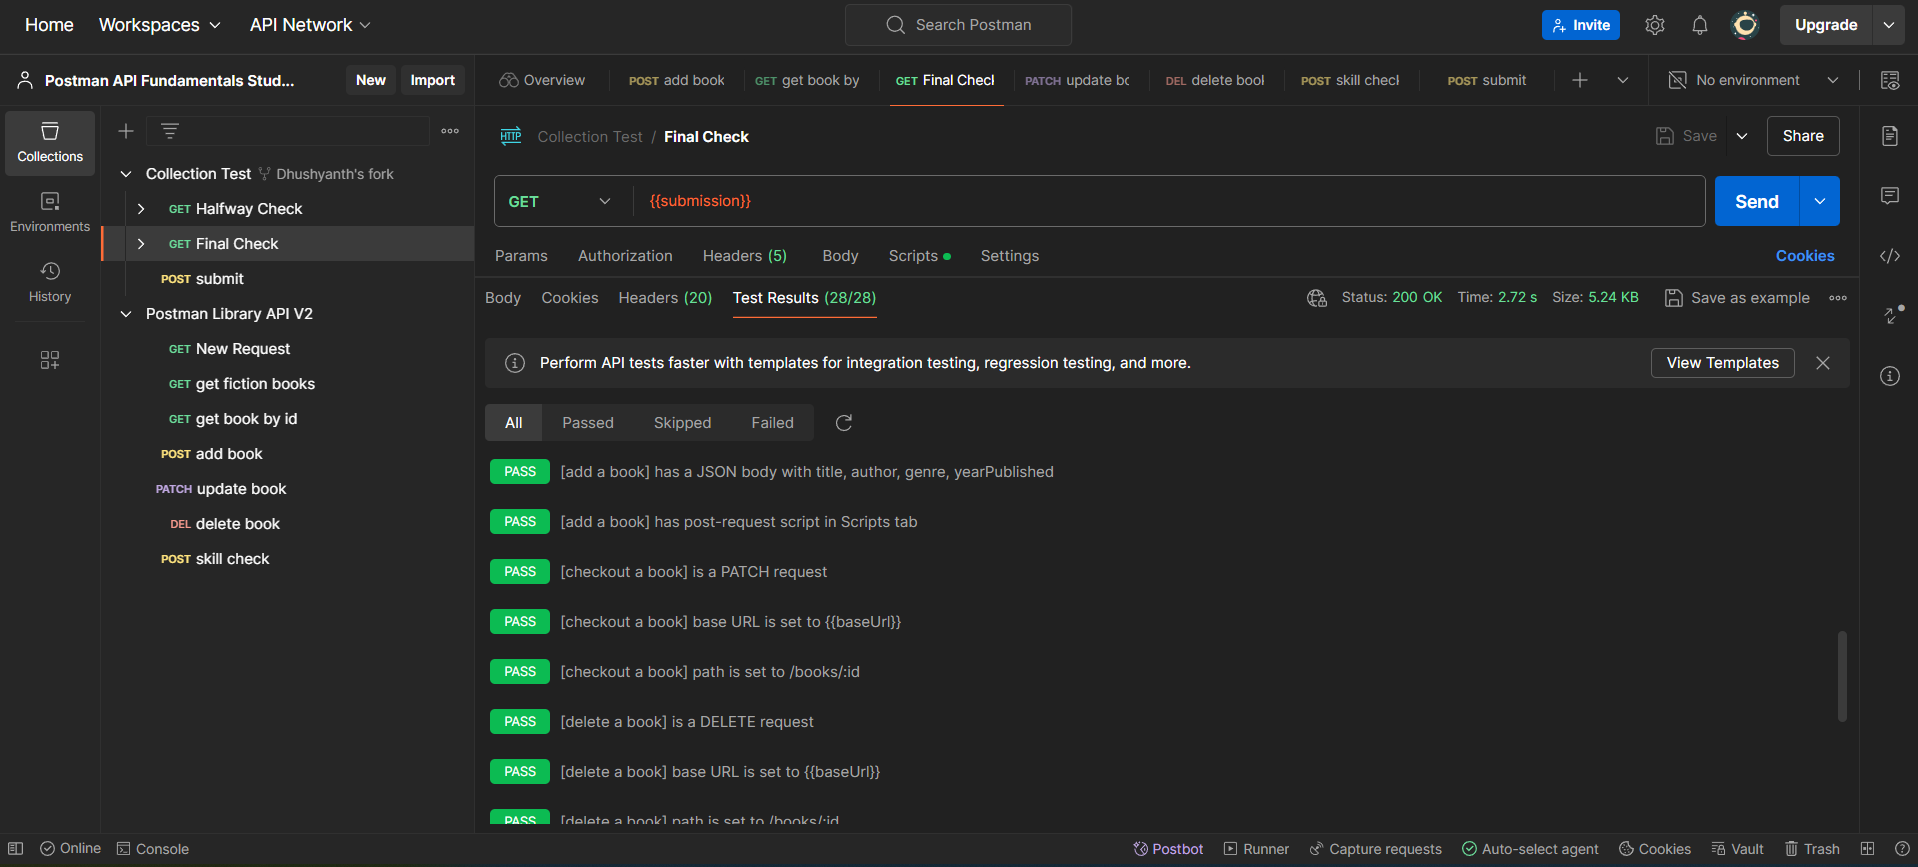 Home Workspaces API Network Search Postman Invite Upgrade
Postman API Fundamentals Stud... New Import
Overview POST add book GET get book by GET Final Checl PATCH update bc DEL delete bool POST skill checl POST submit No environment
Collections
Environments
History
Collection Test Dhushyanth's fork
GET Halfway Check
GET Final Check
POST submit
Postman Library API V2
GET New Request
GET get fiction books
GET get book by id
POST add book
PATCH update book
DEL delete book
POST skill check
HTTP Collection Test / Final Check Save Share
GET {{submission}} Send
Params Authorization Headers (5) Body Scripts Settings Cookies
Body Cookies Headers (20) Test Results (28/28) Status: 200 OK Time: 2.72 s Size: 5.24 KB Save as example
Perform API tests faster with templates for integration testing, regression testing, and more. View Templates
All Passed Skipped Failed
PASS [add a book] has a JSON body with title, author, genre, yearPublished
PASS [add a book] has post-request script in Scripts tab
PASS [checkout a book] is a PATCH request
PASS [checkout a book] base URL is set to {{baseUrl}}
PASS [checkout a book] path is set to /books/:id
PASS [delete a book] is a DELETE request
PASS [delete a book] base URL is set to {{baseUrl}}
PASS [delete a book] path is set to /books/:id
Online Console Postbot Runner Capture requests Auto-select agent Cookies Vault Trash